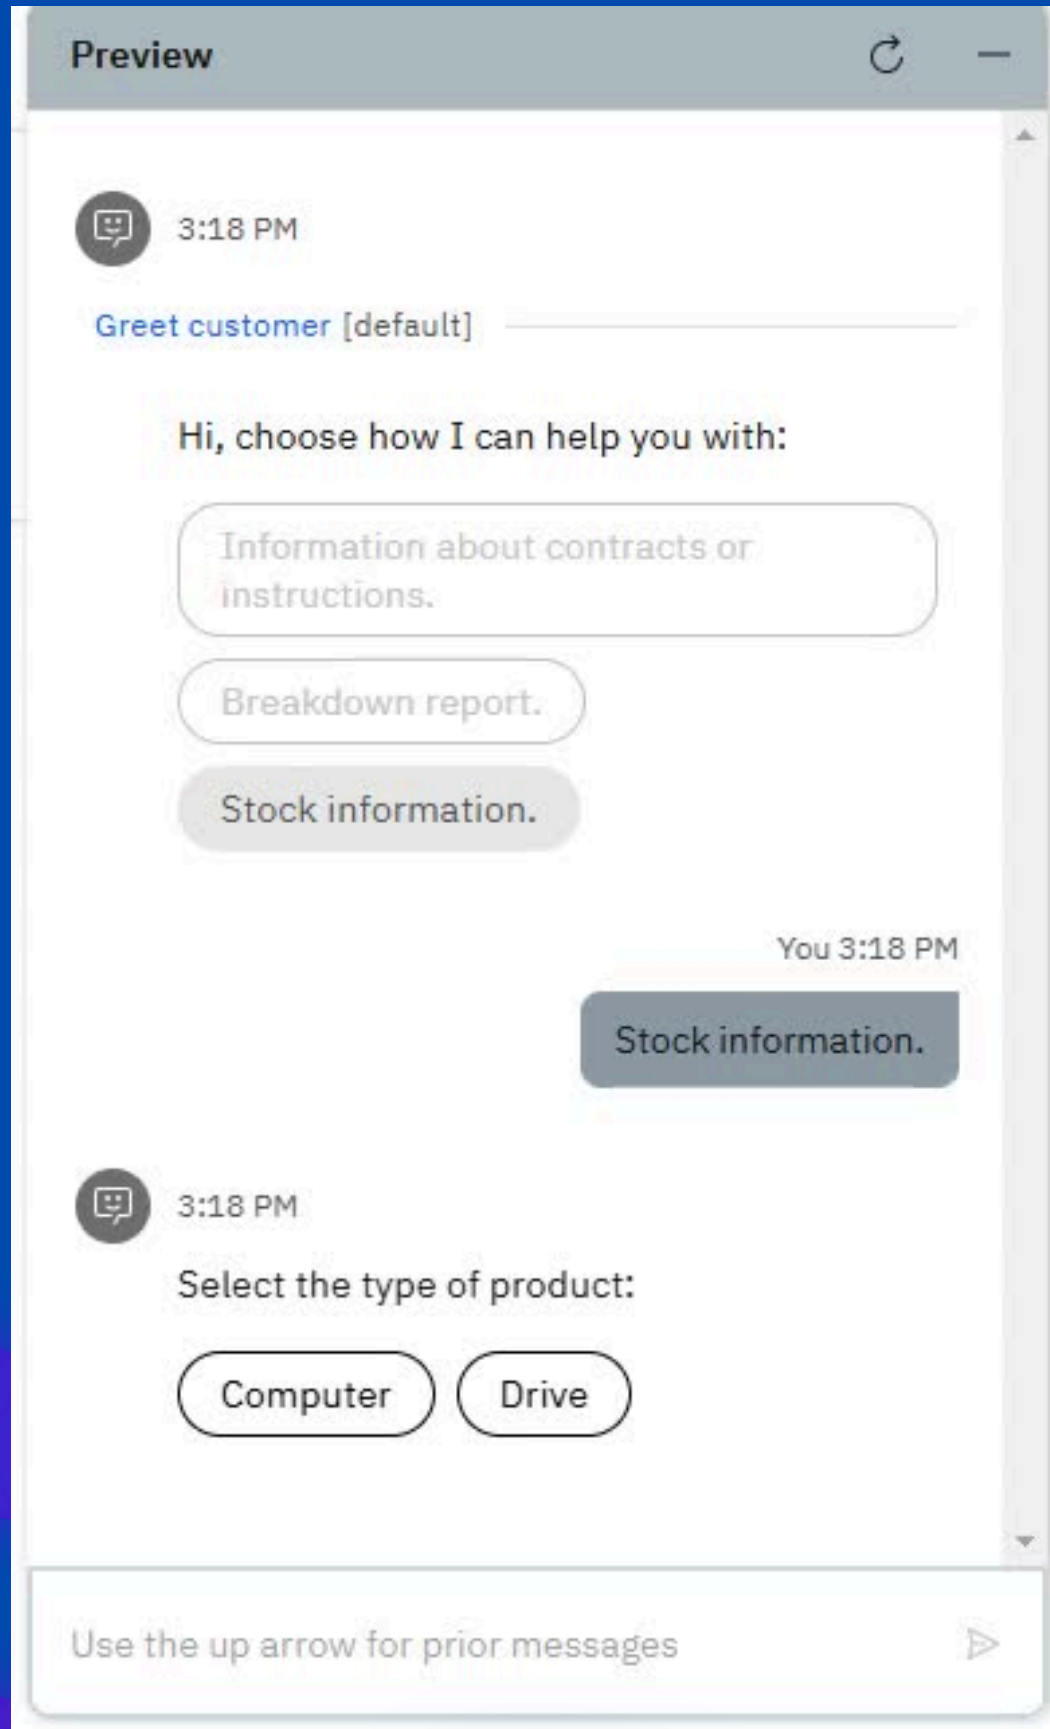 Preview
3:18 PM
Greet customer [default]
Hi, choose how I can help you with:
Information about contracts or
instructions.
Breakdown report.
Stock information.
You 3:18 PM
Stock information.
3:18 PM
Select the type of product:
Computer Drive
Use the up arrow for prior messages